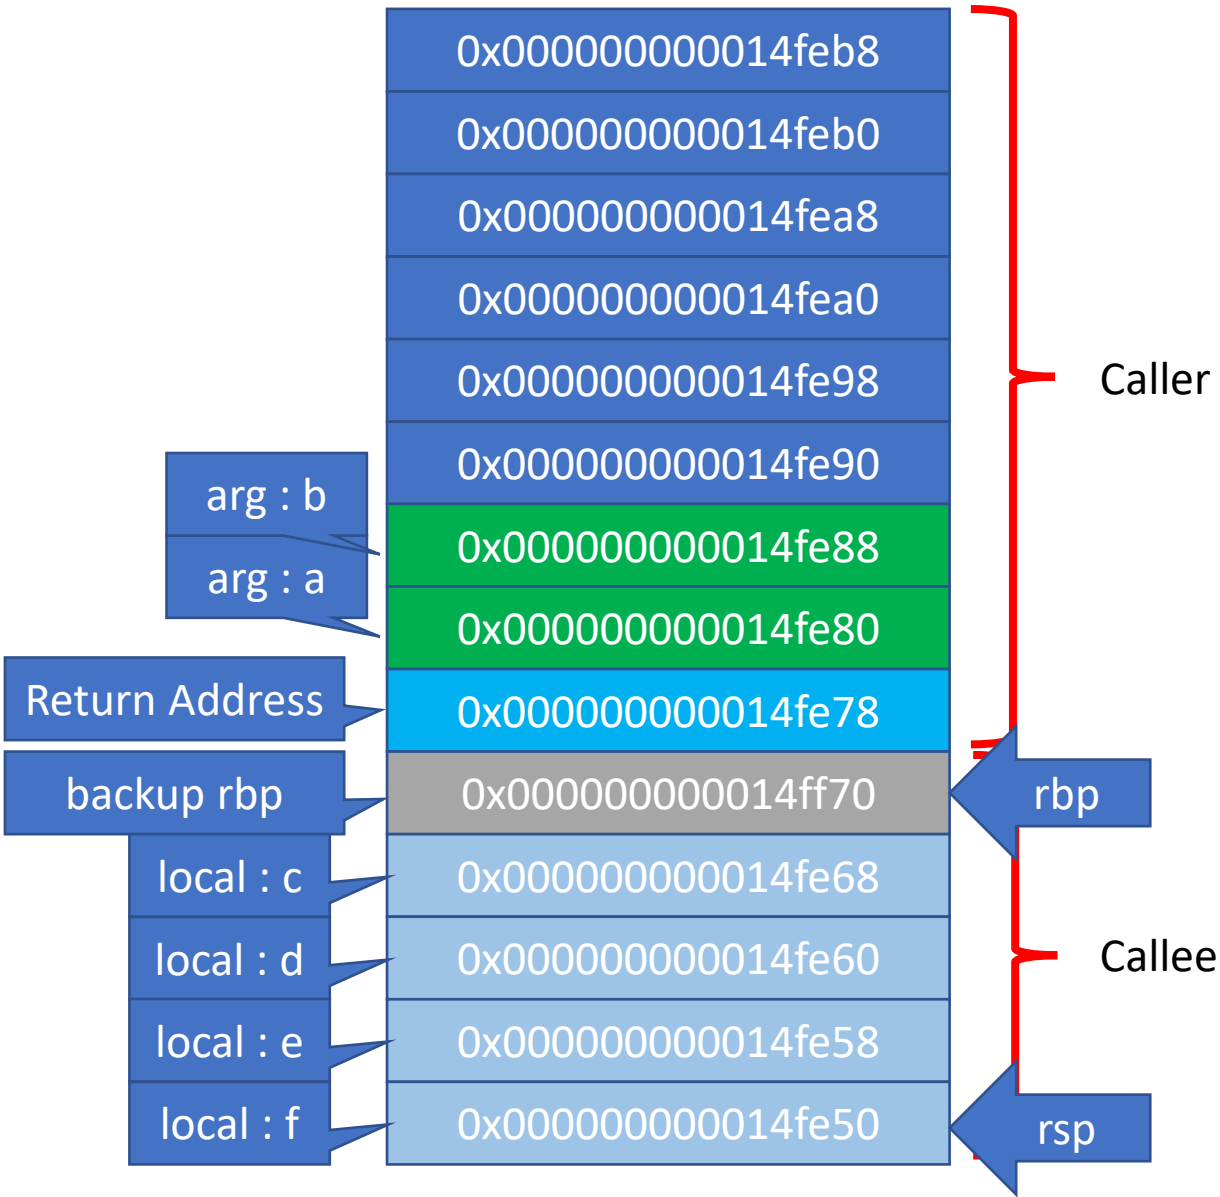 0x000000000014feb8
0x000000000014feb0
0x000000000014fea8
0x000000000014fea0
0x000000000014fe98
Caller
0x000000000014fe90
arg : b
0x000000000014fe88
arg : a
0x000000000014fe80
Return Address
0x000000000014fe78
backup rbp
0x000000000014ff70
rbp
local : c
0x000000000014fe68
local : d
0x000000000014fe60
Callee
local : e
0x000000000014fe58
local : f
0x000000000014fe50
rsp